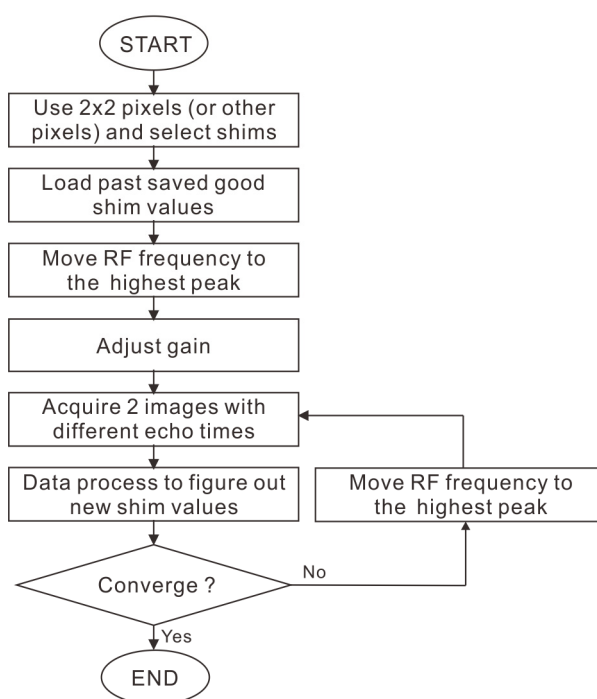 START
Use 2x2 pixels (or other
pixels) and select shims
Load past saved good
shim values
Move RF frequency to
the highest peak
Adjust gain
Acquire 2 images with
different echo times
Data process to figure out
new shim values
Move RF frequency to
the highest peak
Converge ?
No
Yes
END